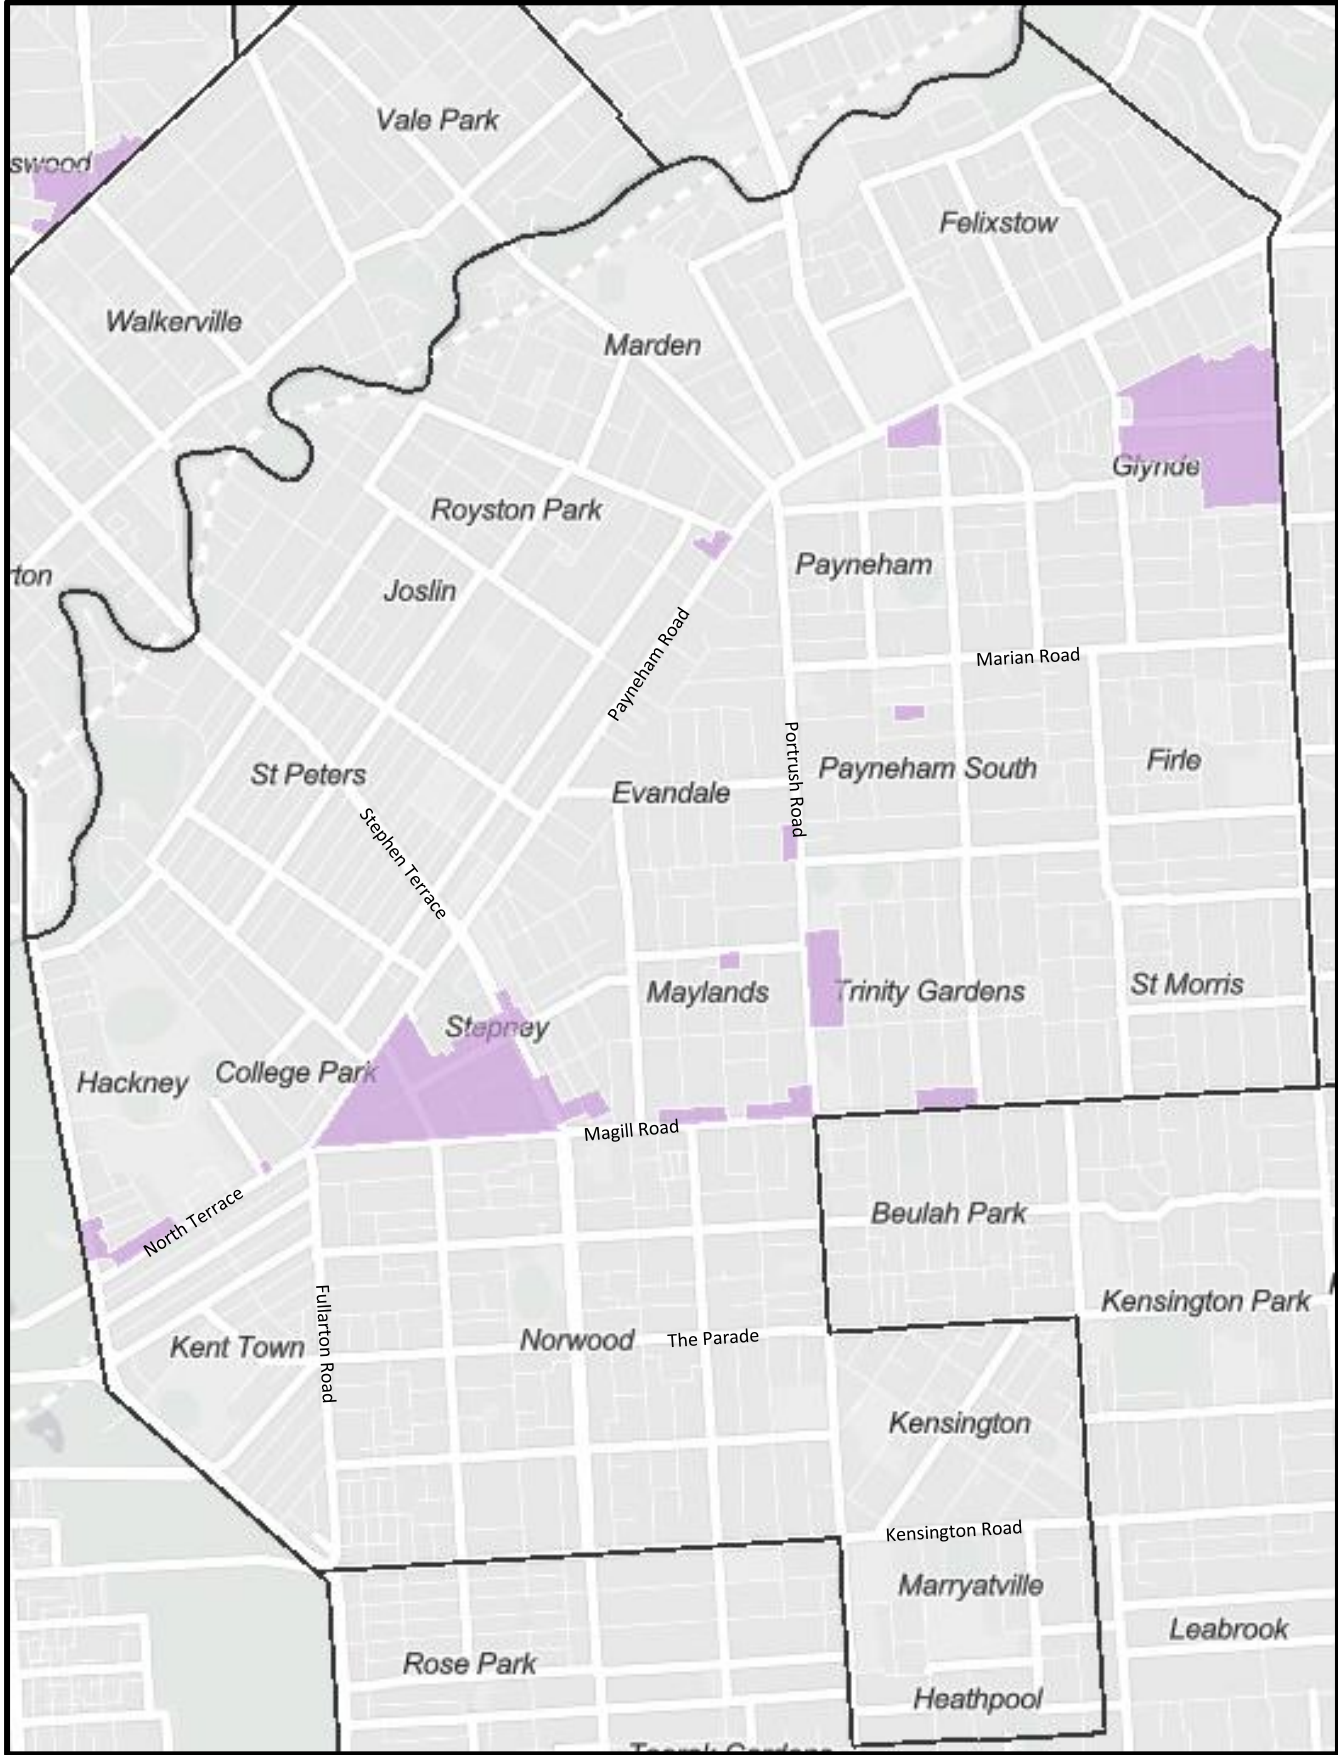 Vale Park
swood
Felixstow
Walkerville
Marden
Glynde
Royston Park
Payneham
rton
Joslin
Payneham Road
Marian Road
Portrush Road
St Peters
Evandale
Payneham South
Firle
Stephen Terrace
Maylands
Trinity Gardens
St Morris
Stepney
Hackney
College Park
Magill Road
North Terrace
Beulah Park
Fullarton Road
Kensington Park
Kent Town
Norwood
The Parade
Kensington
Kensington Road
Marryatville
Leabrook
Rose Park
Heathpool